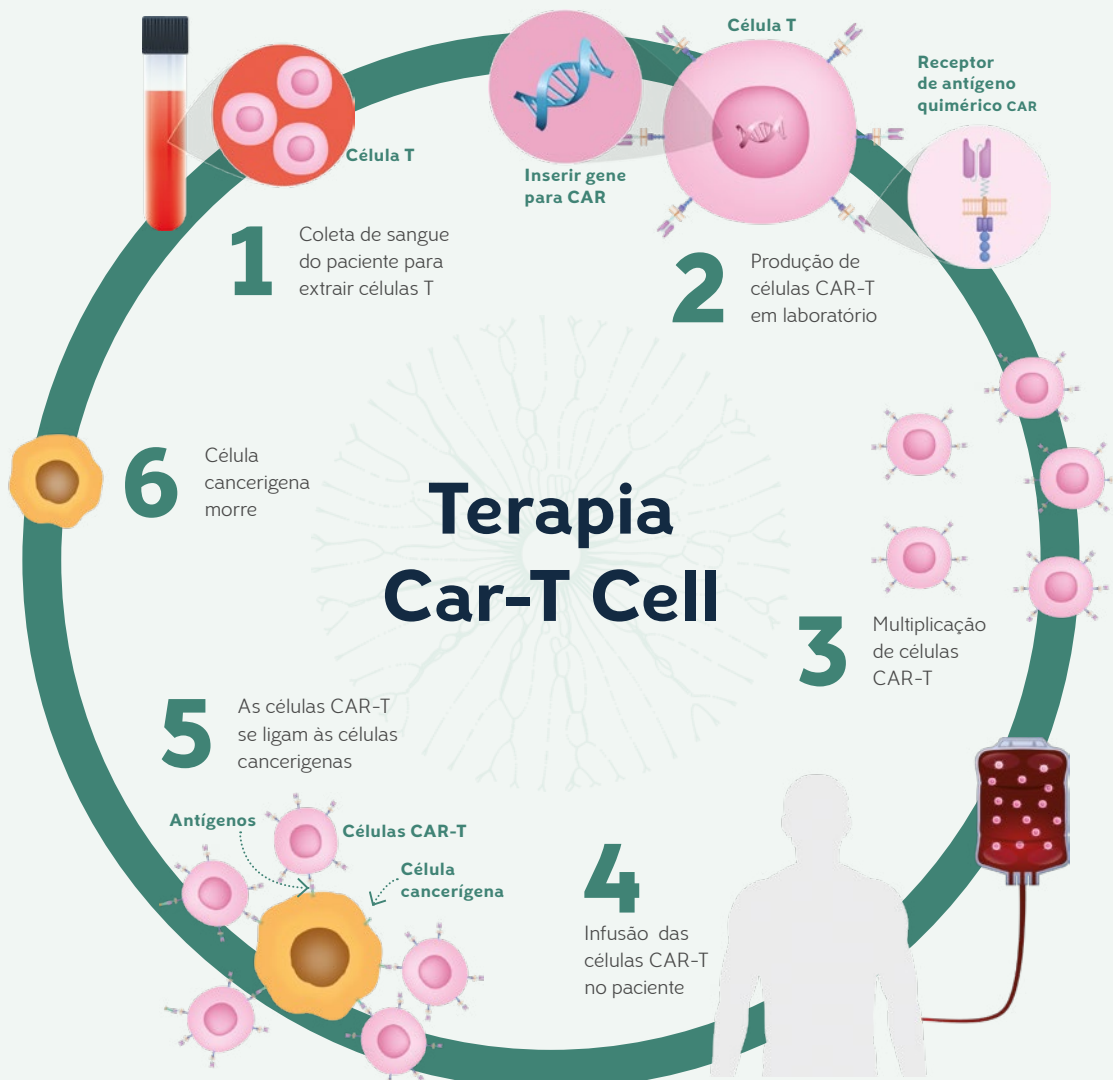 Célula T
1
Coleta de sangue
do paciente para
extrair células T
Inserir gene
para CAR
Célula T
Receptor
de antígeno
quimérico CAR
2
Produção de
células CAR-T
em laboratório
3
Multiplicação
de células
CAR-T
Terapia
Car-T Cell
4
Infusão das
células CAR-T
no paciente
5
As células CAR-T
se ligam às células
cancerigenas
Antígenos
Células CAR-T
Célula
cancerígena
6
Célula
cancerigena
morre